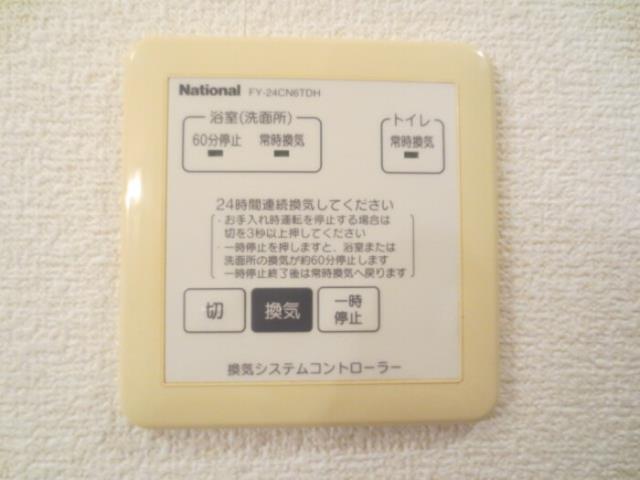 National FY-24CN6TDH
浴室(洗面所)
トイレ
60分停止 常時換気
常時換気
24時間連続換気してください
・お手入れ時運転を停止する場合は
切を3秒以上押してください
・一時停止を押しますと、浴室または
洗面所の換気が約60分停止します
一時停止終了後は常時換気へ戻ります
切 換気 一時
停止
換気システムコントローラー